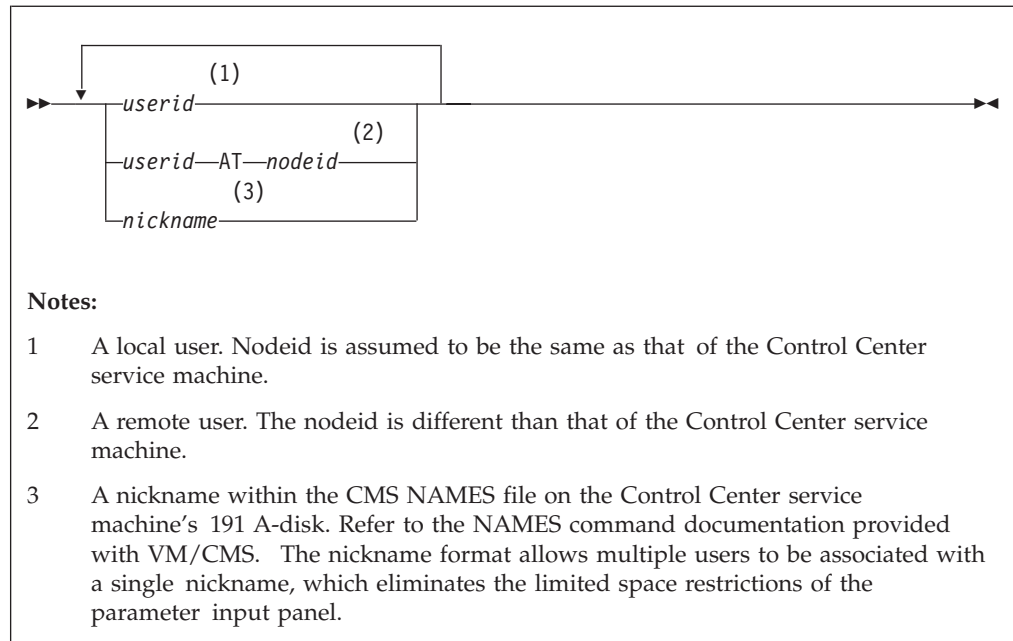 (1)
userid
(2)
userid AT nodeid
(3)
nickname
Notes:
1 A local user. Nodeid is assumed to be the same as that of the Control Center
service machine.
2 A remote user. The nodeid is different than that of the Control Center service
machine.
3 A nickname within the CMS NAMES file on the Control Center service
machine's 191 A-disk. Refer to the NAMES command documentation provided
with VM/CMS. The nickname format allows multiple users to be associated with
a single nickname, which eliminates the limited space restrictions of the
parameter input panel.